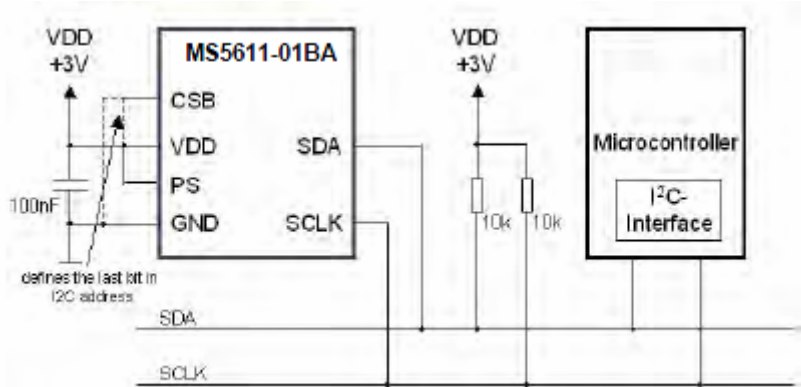 VDD
+3V
MS5611-01BA
CSB
VDD
PS
GND
SDA
SCLK
100nF
defines the last bit in
I2C address
VDD
+3V
10k
10k
Microcontroller
I²C-
Interface
SDA
SCLK